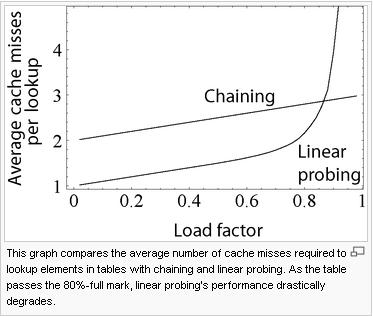 Average cache misses
per lookup
4
3
2
1
Chaining
Linear
probing
0 0.2 0.4 0.6 0.8 1
Load factor
This graph compares the average number of cache misses required to
lookup elements in tables with chaining and linear probing. As the table
passes the 80%-full mark, linear probing's performance drastically
degrades.